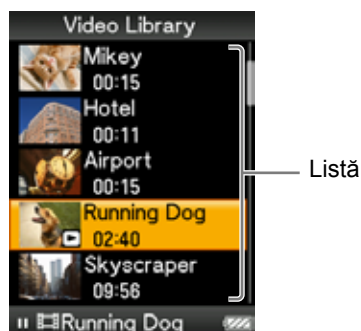 Video Library
Mikey
00:15
Hotel
00:11
Airport
00:15
Listă
Running Dog
02:40
Skyscraper
09:56
Running Dog